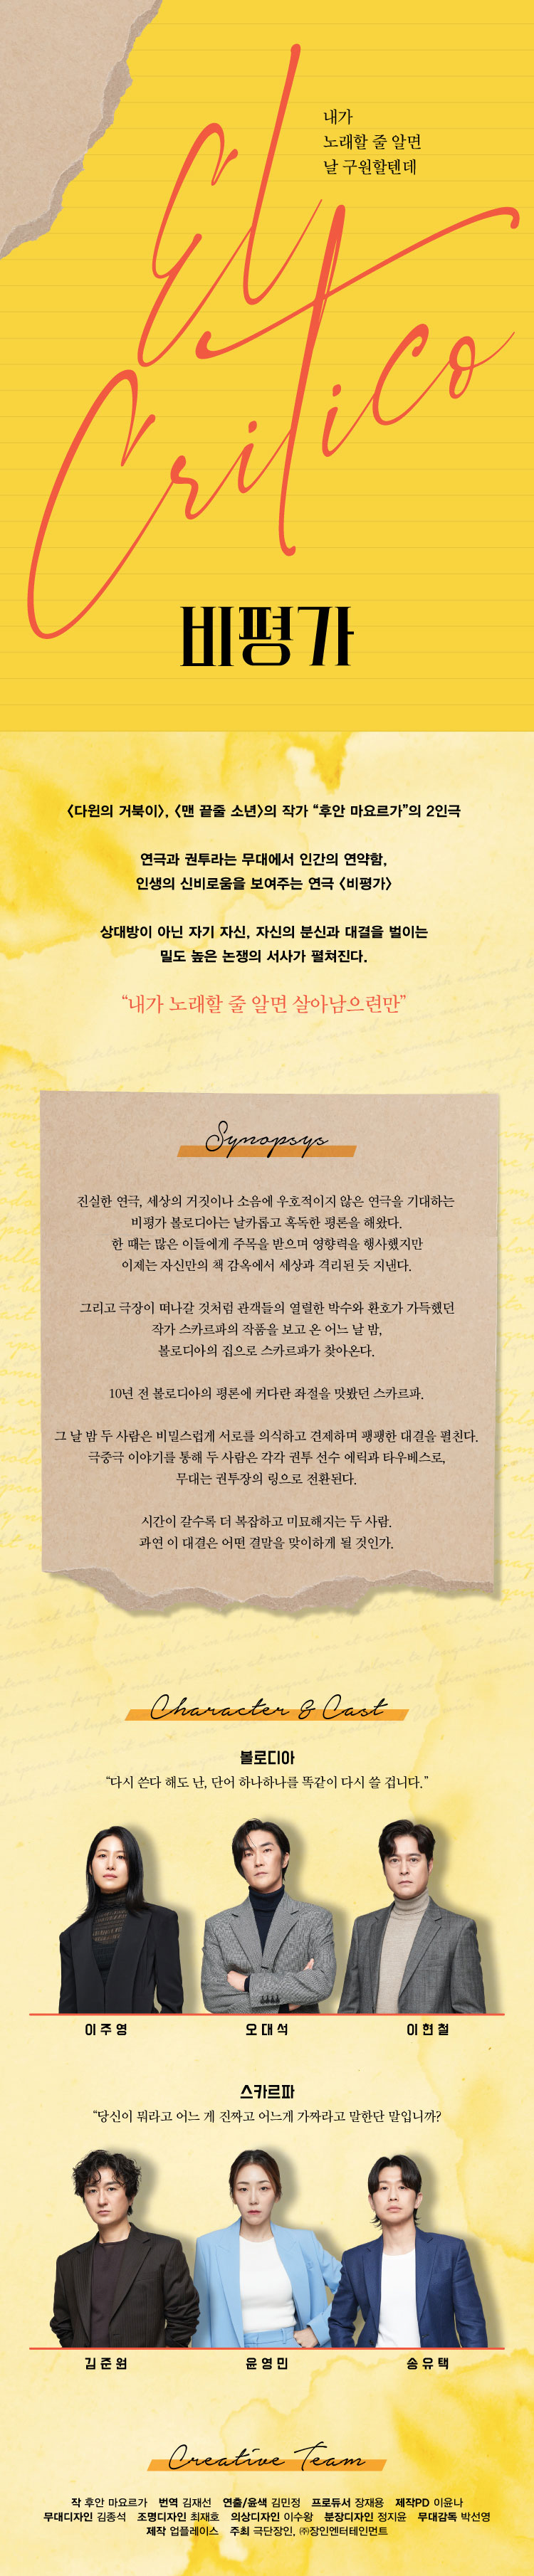 El
Critico
내가
노래할 줄 알면
날 구원할텐데
비평가
<다윈의 거북이>, <맨 끝줄 소년>의 작가 “후안 마요르가”의 2인극
연극과 권투라는 무대에서 인간의 연약함,
인생의 신비로움을 보여주는 연극 <비평가>
상대방이 아닌 자기 자신, 자신의 분신과 대결을 벌이는
밀도 높은 논쟁의 서사가 펼쳐진다.
“내가 노래할 줄 알면 살아남으련만”
Synopsys
진실한 연극, 세상의 거짓이나 소음에 우호적이지 않은 연극을 기대하는
비평가 볼로디아는 날카롭고 혹독한 평론을 해왔다.
한 때는 많은 이들에게 주목을 받으며 영향력을 행사했지만
이제는 자신만의 책 감옥에서 세상과 격리된 듯 지낸다.
그리고 극장이 떠나갈 것처럼 관객들의 열렬한 박수와 환호가 가득했던
작가 스카르파의 작품을 보고 온 어느 날 밤,
볼로디아의 집으로 스카르파가 찾아온다.
10년 전 볼로디아의 평론에 커다란 좌절을 맛봤던 스카르파.
그 날 밤 두 사람은 비밀스럽게 서로를 의식하고 견제하며 팽팽한 대결을 펼친다.
극중극 이야기를 통해 두 사람은 각각 권투 선수 에릭과 타우베스로,
무대는 권투장의 링으로 전환된다.
시간이 갈수록 더 복잡하고 미묘해지는 두 사람.
과연 이 대결은 어떤 결말을 맞이하게 될 것인가.
Character & Cast
볼로디아
“다시 쓴다 해도 난, 단어 하나하나를 똑같이 다시 쓸 겁니다.”
이주영 오대석 이현철
스카르파
“당신이 뭐라고 어느 게 진짜고 어느게 가짜라고 말한단 말입니까?
김준원 윤영민 송유택
Creative Team
작 후안 마요르가 번역 김재선 연출/윤색 김민정 프로듀서 장재용 제작PD 이윤나
무대디자인 김종석 조명디자인 최재호 의상디자인 이수왕 분장디자인 정지윤 무대감독 박선영
제작 업플레이스 주최 극단장인, ㈜장인엔터테인먼트